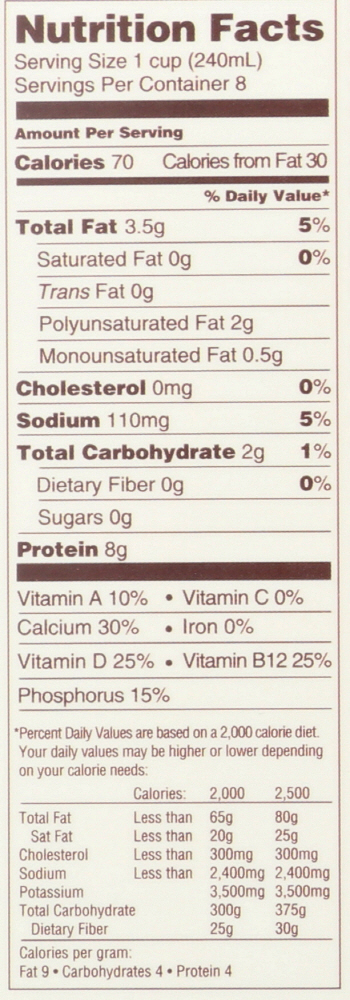 Nutrition Facts
Serving Size 1 cup (240mL)
Servings Per Container 8
Amount Per Serving
Calories 70 Calories from Fat 30
% Daily Value*
Total Fat 3.5g 5%
Saturated Fat 0g 0%
Trans Fat 0g
Polyunsaturated Fat 2g
Monounsaturated Fat 0.5g
Cholesterol 0mg 0%
Sodium 110mg 5%
Total Carbohydrate 2g 1%
Dietary Fiber 0g 0%
Sugars 0g
Protein 8g
Vitamin A 10% • Vitamin C 0%
Calcium 30% • Iron 0%
Vitamin D 25% • Vitamin B12 25%
Phosphorus 15%
*Percent Daily Values are based on a 2,000 calorie diet.
Your daily values may be higher or lower depending
on your calorie needs:
Calories: 2,000 2,500
Total Fat Less than 65g 80g
Sat Fat Less than 20g 25g
Cholesterol Less than 300mg 300mg
Sodium Less than 2,400mg 2,400mg
Potassium 3,500mg 3,500mg
Total Carbohydrate 300g 375g
Dietary Fiber 25g 30g
Calories per gram:
Fat 9 • Carbohydrates 4 • Protein 4